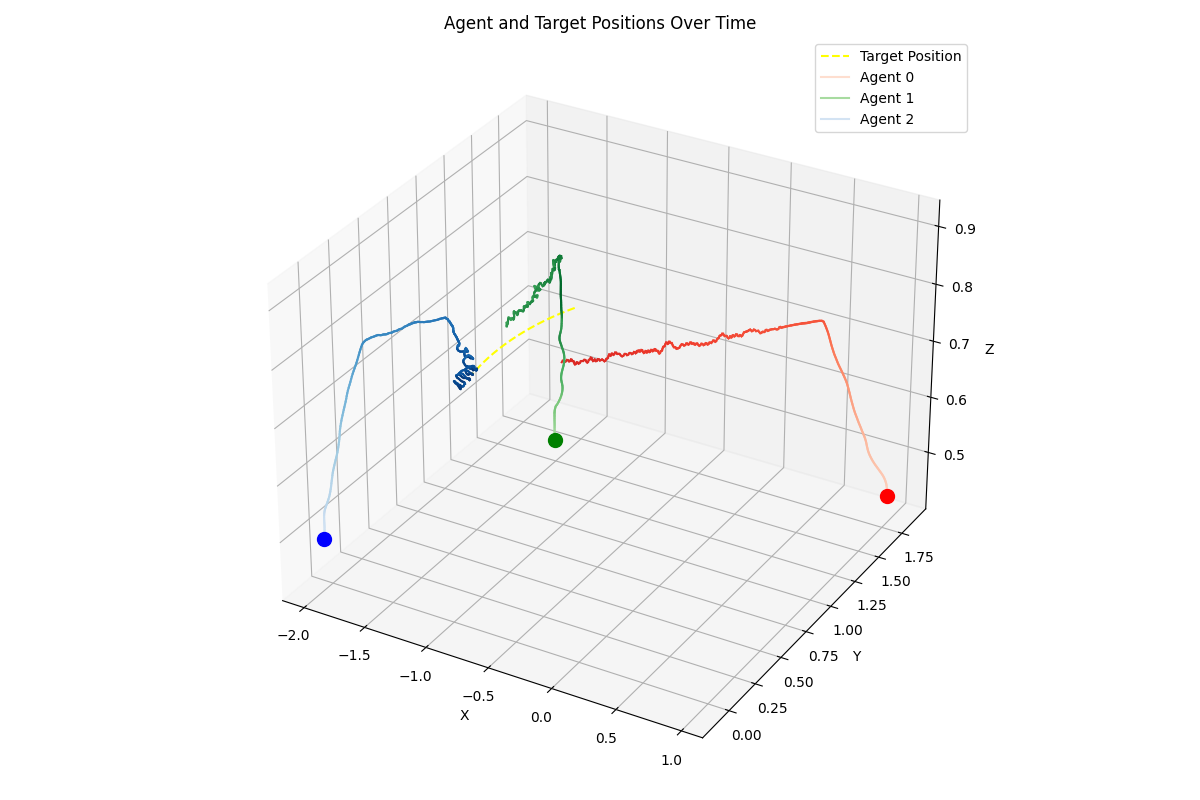 Agent and Target Positions Over Time
Target Position
Agent 0
Agent 1
Agent 2
0.9
0.8
Z
0.7
0.6
0.5
1.75
1.50
1.25
1.00
0.75
Y
0.50
0.25
0.00
−2.0
−1.5
−1.0
−0.5
X
0.0
0.5
1.0